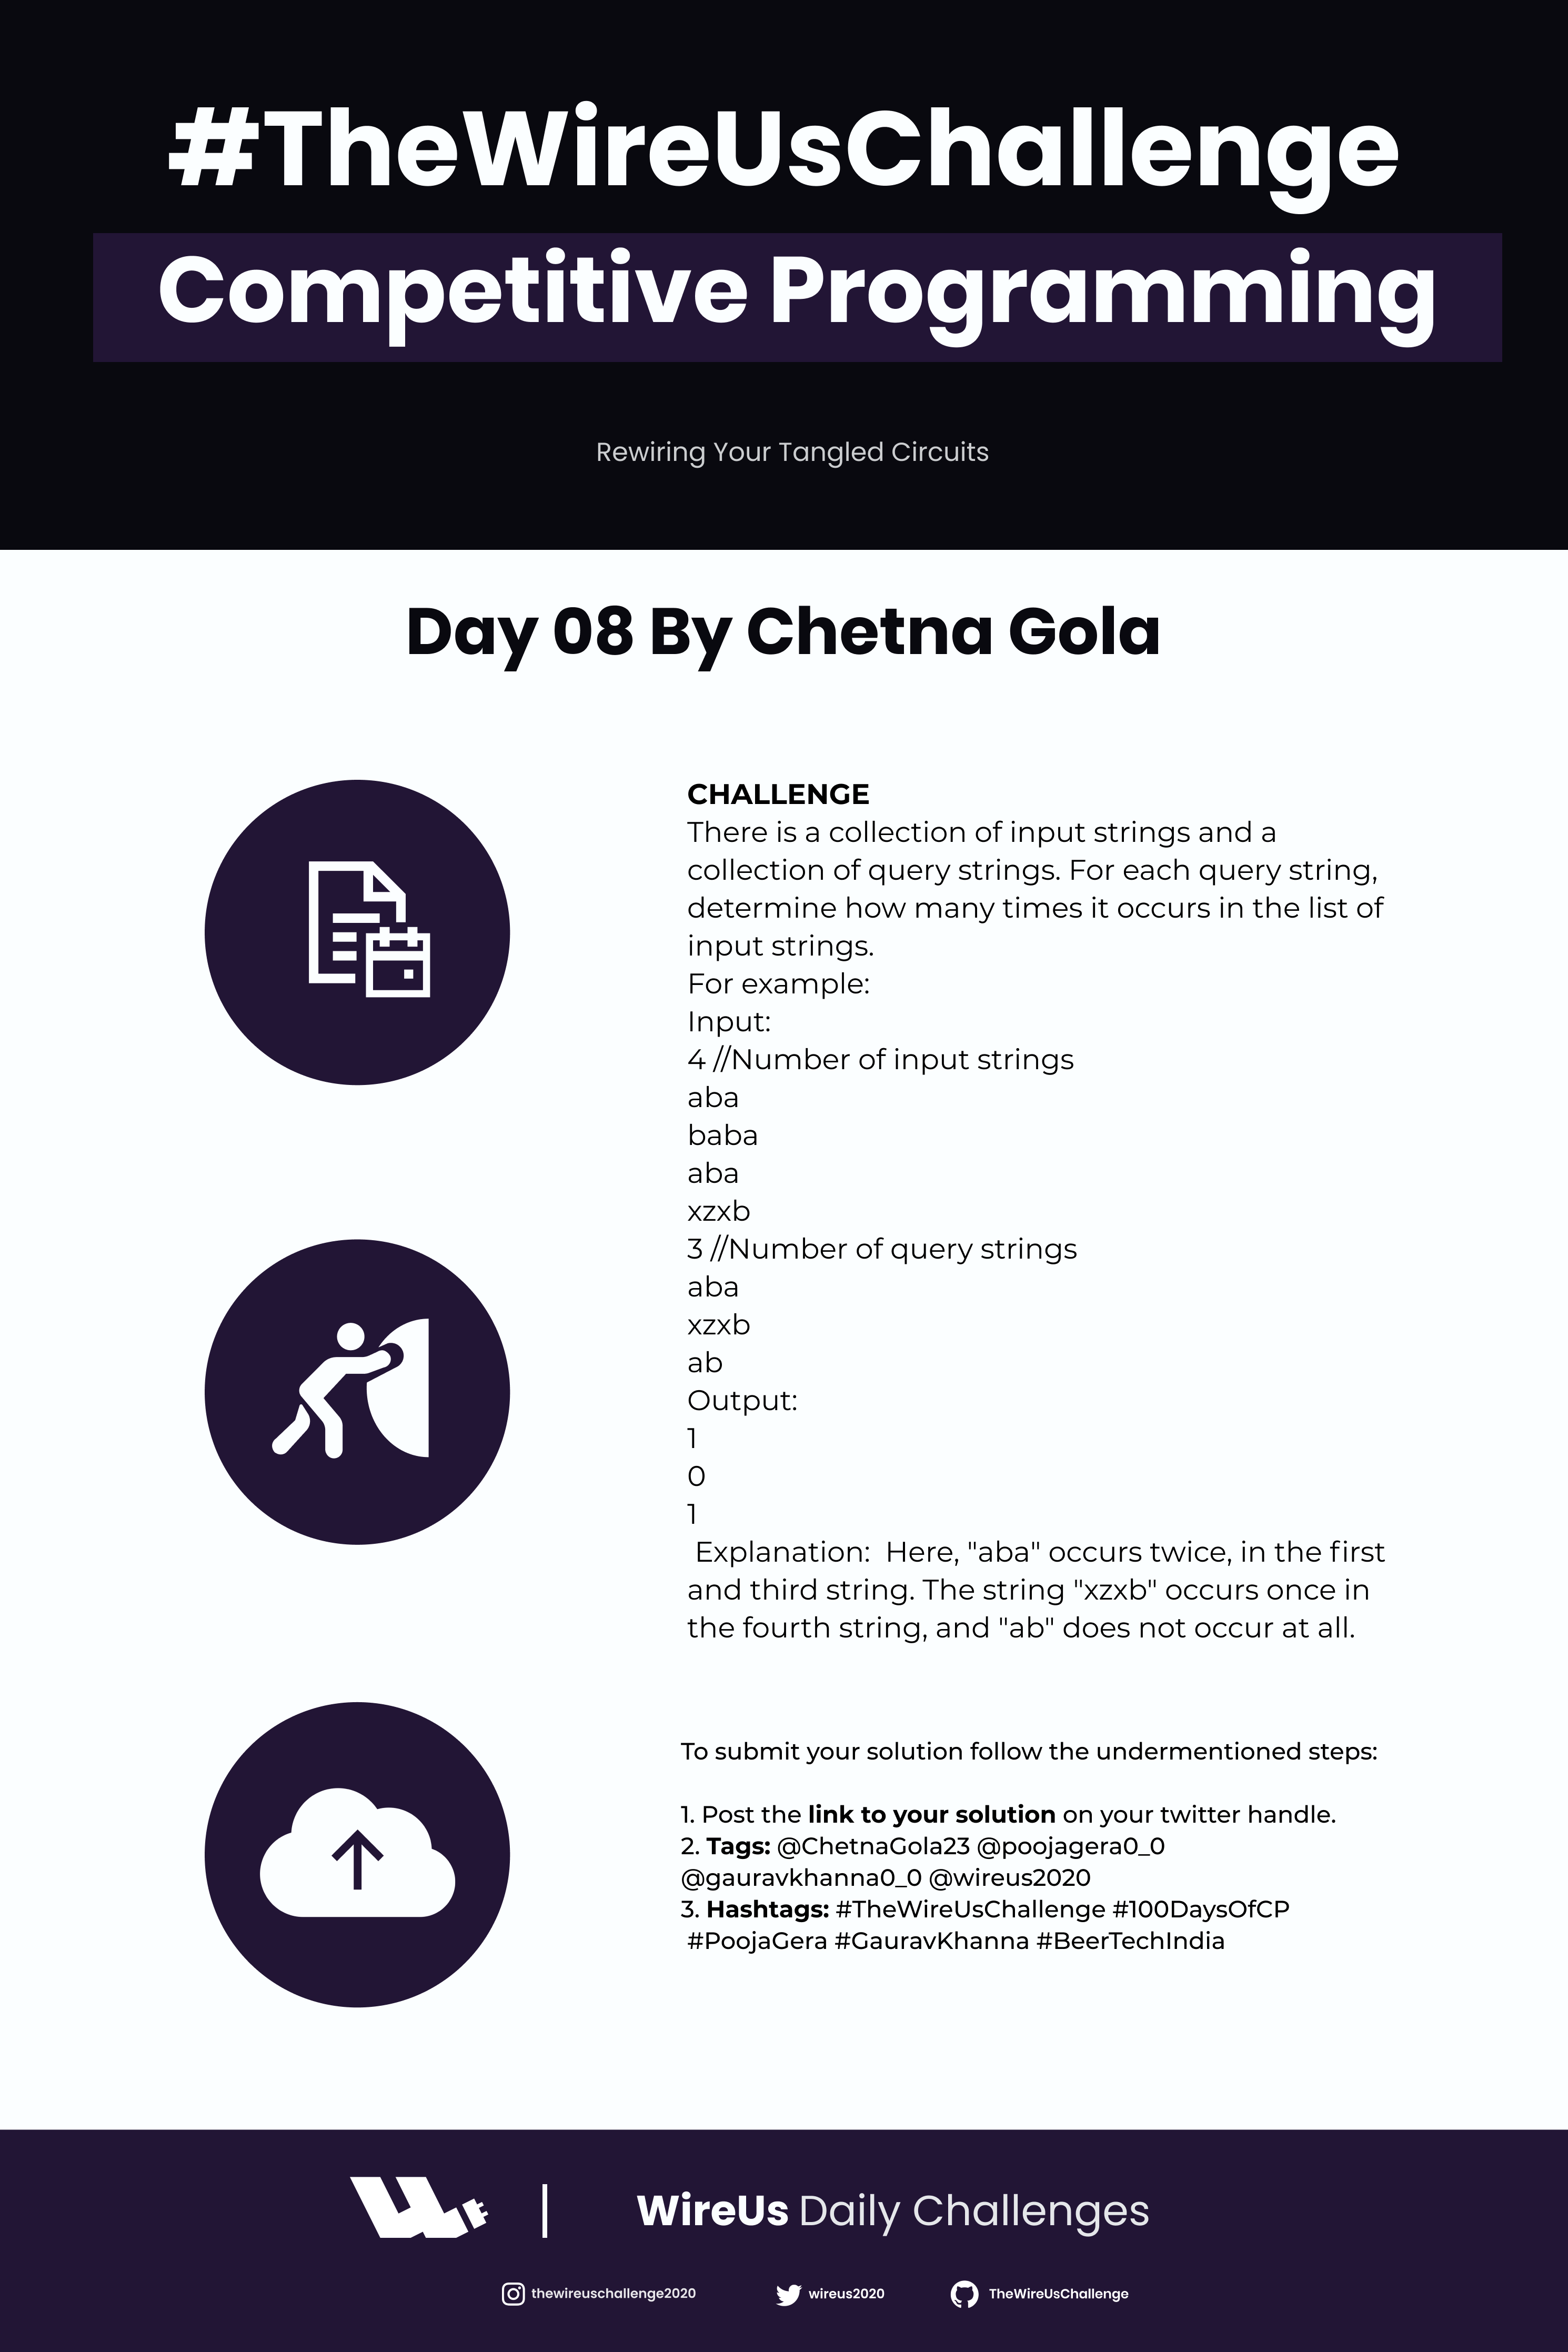 #TheWireUsChallenge
Competitive Programming
Rewiring Your Tangled Circuits
Day 08 By Chetna Gola
CHALLENGE
There is a collection of input strings and a
collection of query strings. For each query string,
determine how many times it occurs in the list of
input strings.
For example:
Input:
4 //Number of input strings
aba
baba
aba
xzxb
3 //Number of query strings
aba
xzxb
ab
Output:
1
0
1
Explanation:  Here, "aba" occurs twice, in the first
and third string. The string "xzxb" occurs once in
the fourth string, and "ab" does not occur at all.
To submit your solution follow the undermentioned steps:
1. Post the link to your solution on your twitter handle.
2. Tags: @ChetnaGola23 @poojagera0_0
@gauravkhanna0_0 @wireus2020
3. Hashtags: #TheWireUsChallenge #100DaysOfCP
#PoojaGera #GauravKhanna #BeerTechIndia
WireUs Daily Challenges
thewireuschallenge2020 wireus2020 TheWireUsChallenge